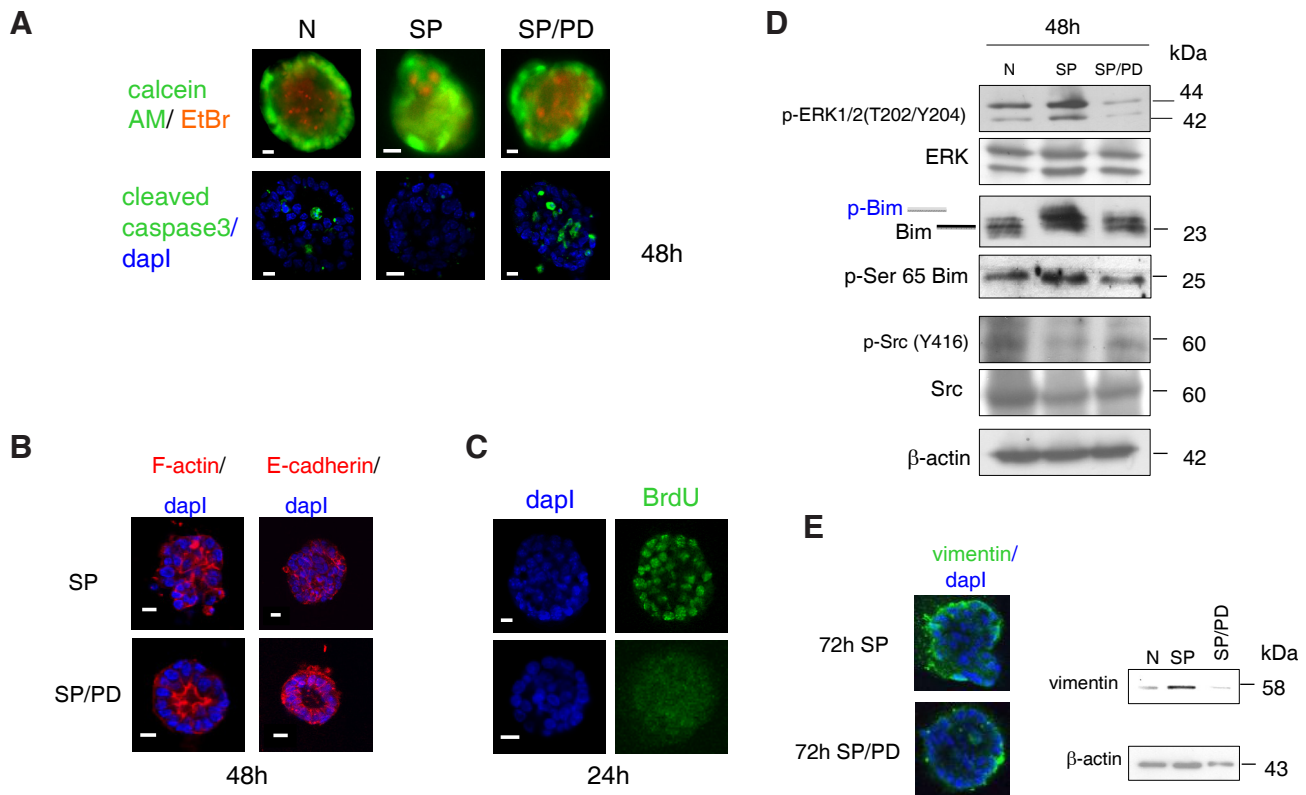 A
N SP SP/PD
calcein
AM/ EtBr
cleaved
caspase3/
dapI
48h
B
F-actin/ E-cadherin/
dapI dapI
SP
SP/PD
48h
C
dapI BrdU
24h
D
48h
N SP SP/PD kDa
p-ERK1/2(T202/Y204) 44
42
ERK
p-Bim
Bim 23
p-Ser 65 Bim 25
p-Src (Y416) 60
Src 60
β-actin 42
E
vimentin/
dapI
72h SP
72h SP/PD
N SP SP/PD kDa
vimentin 58
β-actin 43